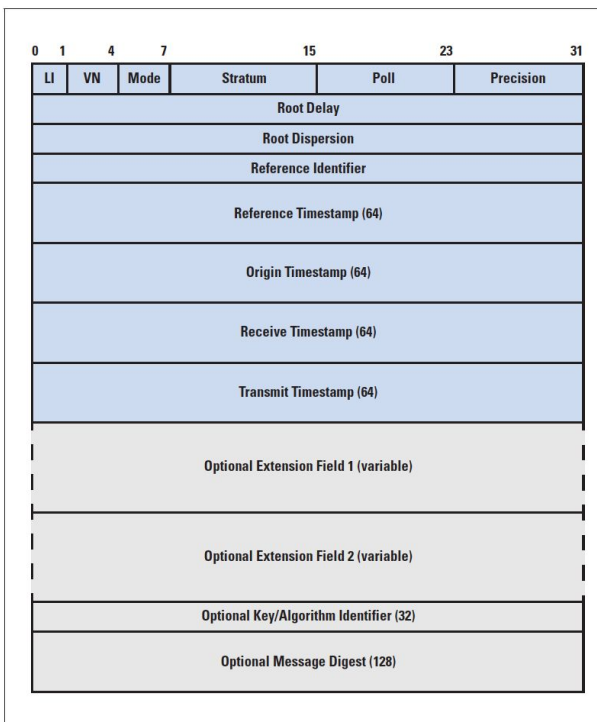 0 1 4 7 15 23 31
LI VN Mode Stratum Poll Precision
Root Delay
Root Dispersion
Reference Identifier
Reference Timestamp (64)
Origin Timestamp (64)
Receive Timestamp (64)
Transmit Timestamp (64)
Optional Extension Field 1 (variable)
Optional Extension Field 2 (variable)
Optional Key/Algorithm Identifier (32)
Optional Message Digest (128)